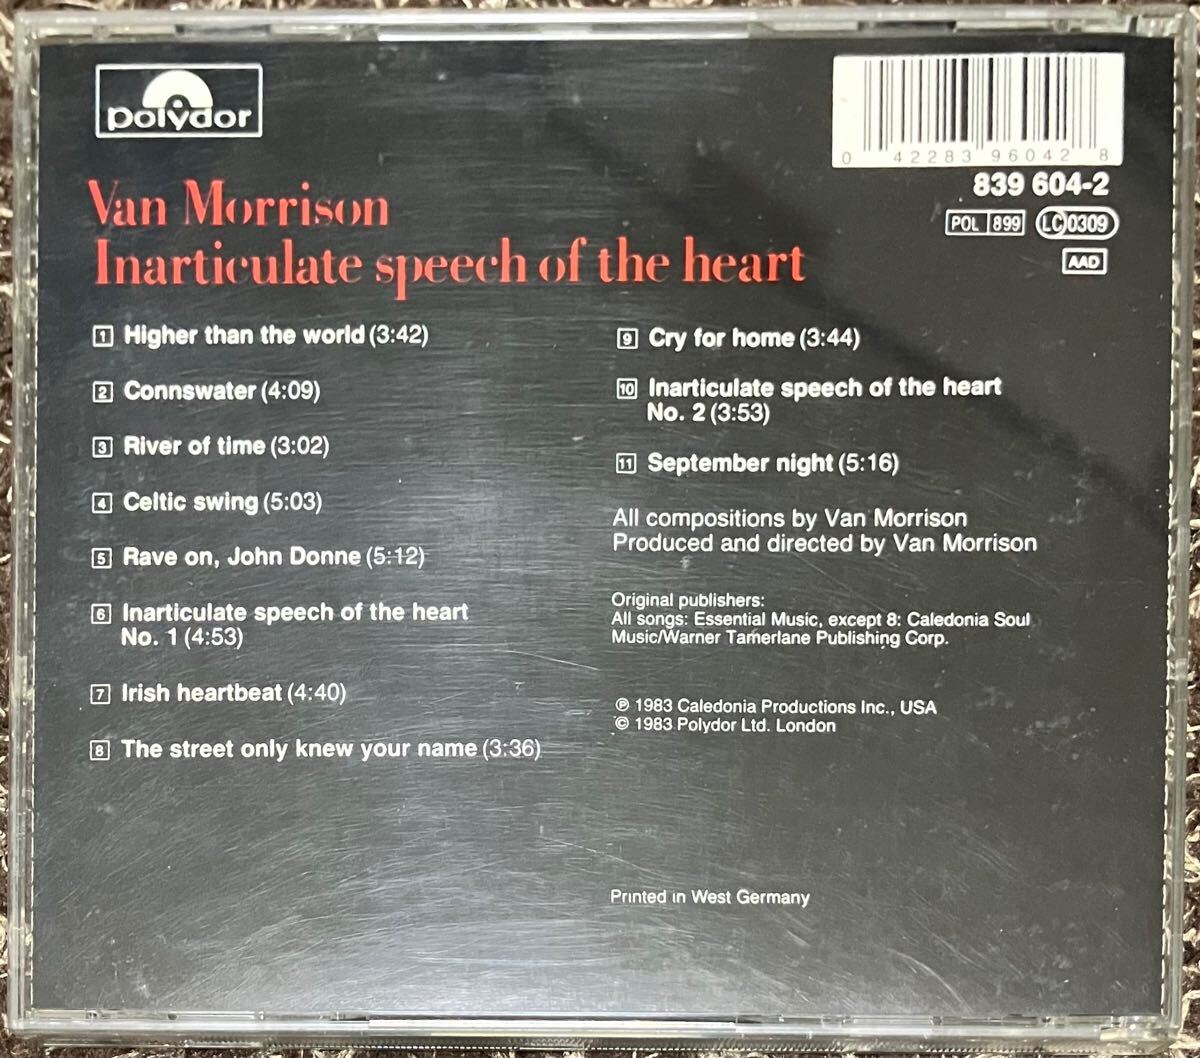 polydor
0 42283 96042 8
839 604-2
POL 899 LC 0309
AAD
Van Morrison
Inarticulate speech of the heart
1 Higher than the world (3:42)
2 Connswater (4:09)
3 River of time (3:02)
4 Celtic swing (5:03)
5 Rave on, John Donne (5:12)
6 Inarticulate speech of the heart
No. 1 (4:53)
7 Irish heartbeat (4:40)
8 The street only knew your name (3:36)
9 Cry for home (3:44)
10 Inarticulate speech of the heart
No. 2 (3:53)
11 September night (5:16)
All compositions by Van Morrison
Produced and directed by Van Morrison
Original publishers:
All songs: Essential Music, except 8: Caledonia Soul
Music/Warner Tamerlane Publishing Corp.
℗ 1983 Caledonia Productions Inc., USA
© 1983 Polydor Ltd. London
Printed in West Germany